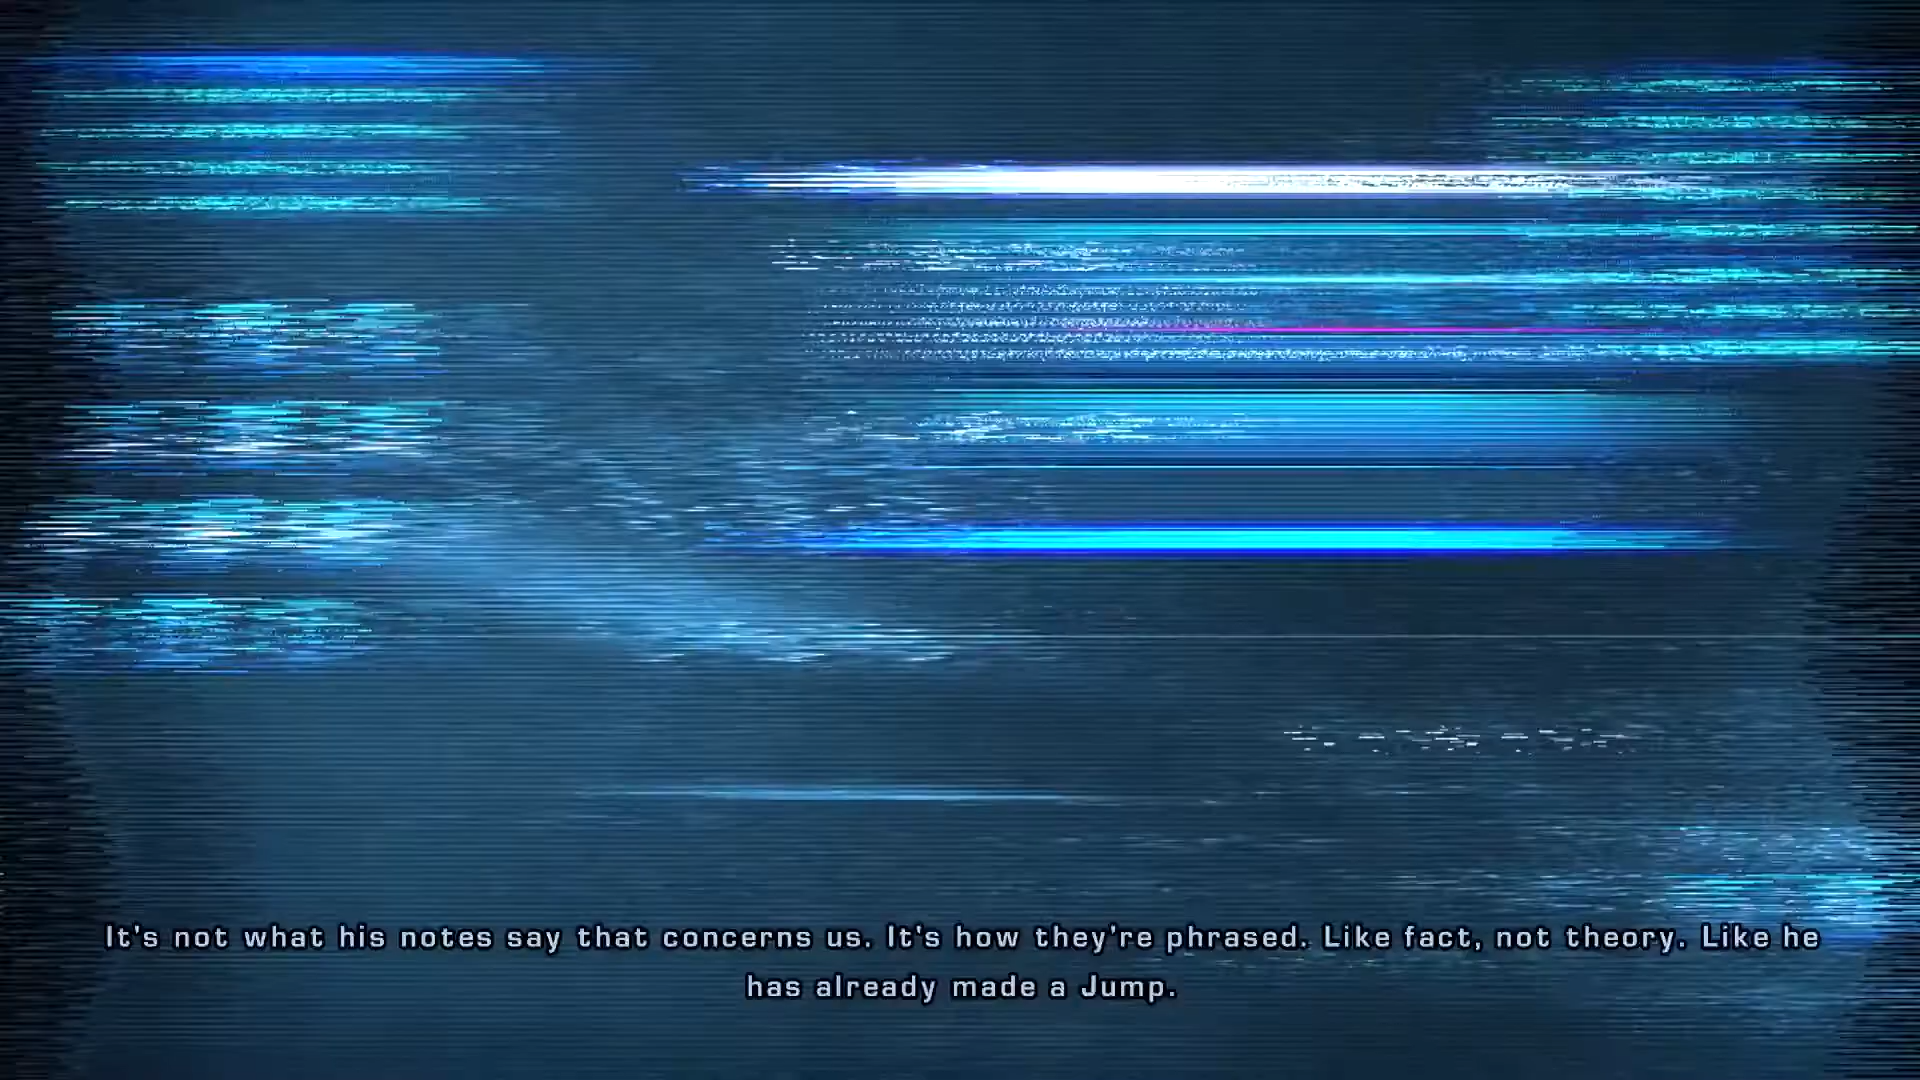 It's not what his notes say that concerns us. It's how they're phrased. Like fact, not theory. Like he
has already made a Jump.